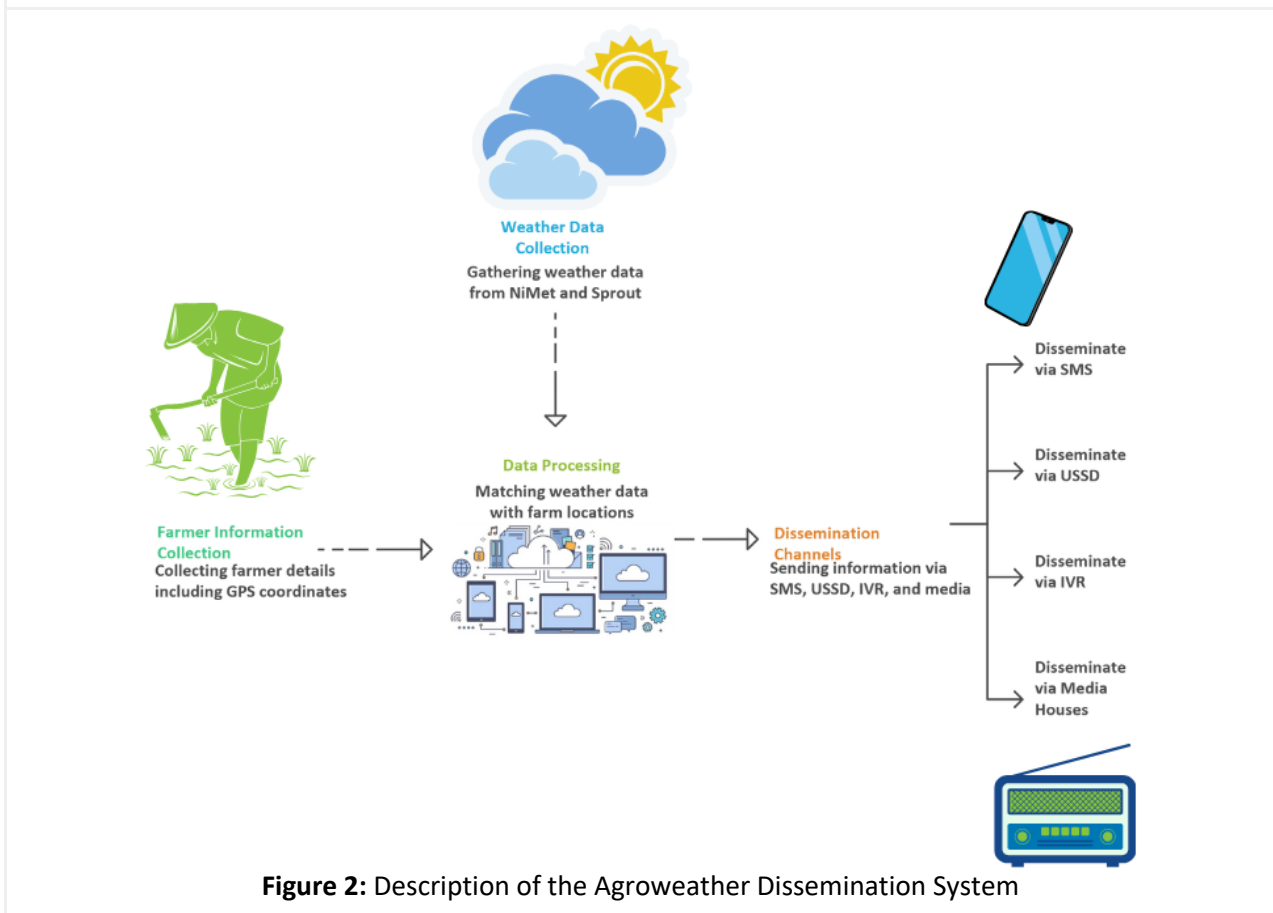 Weather Data
Collection
Gathering weather data
from NiMet and Sprout
Farmer Information
Collection
Collecting farmer details
including GPS coordinates
Data Processing
Matching weather data
with farm locations
Dissemination
Channels
Sending information via
SMS, USSD, IVR, and media
Disseminate
via SMS
Disseminate
via USSD
Disseminate
via IVR
Disseminate
via Media
Houses
Figure 2: Description of the Agroweather Dissemination System